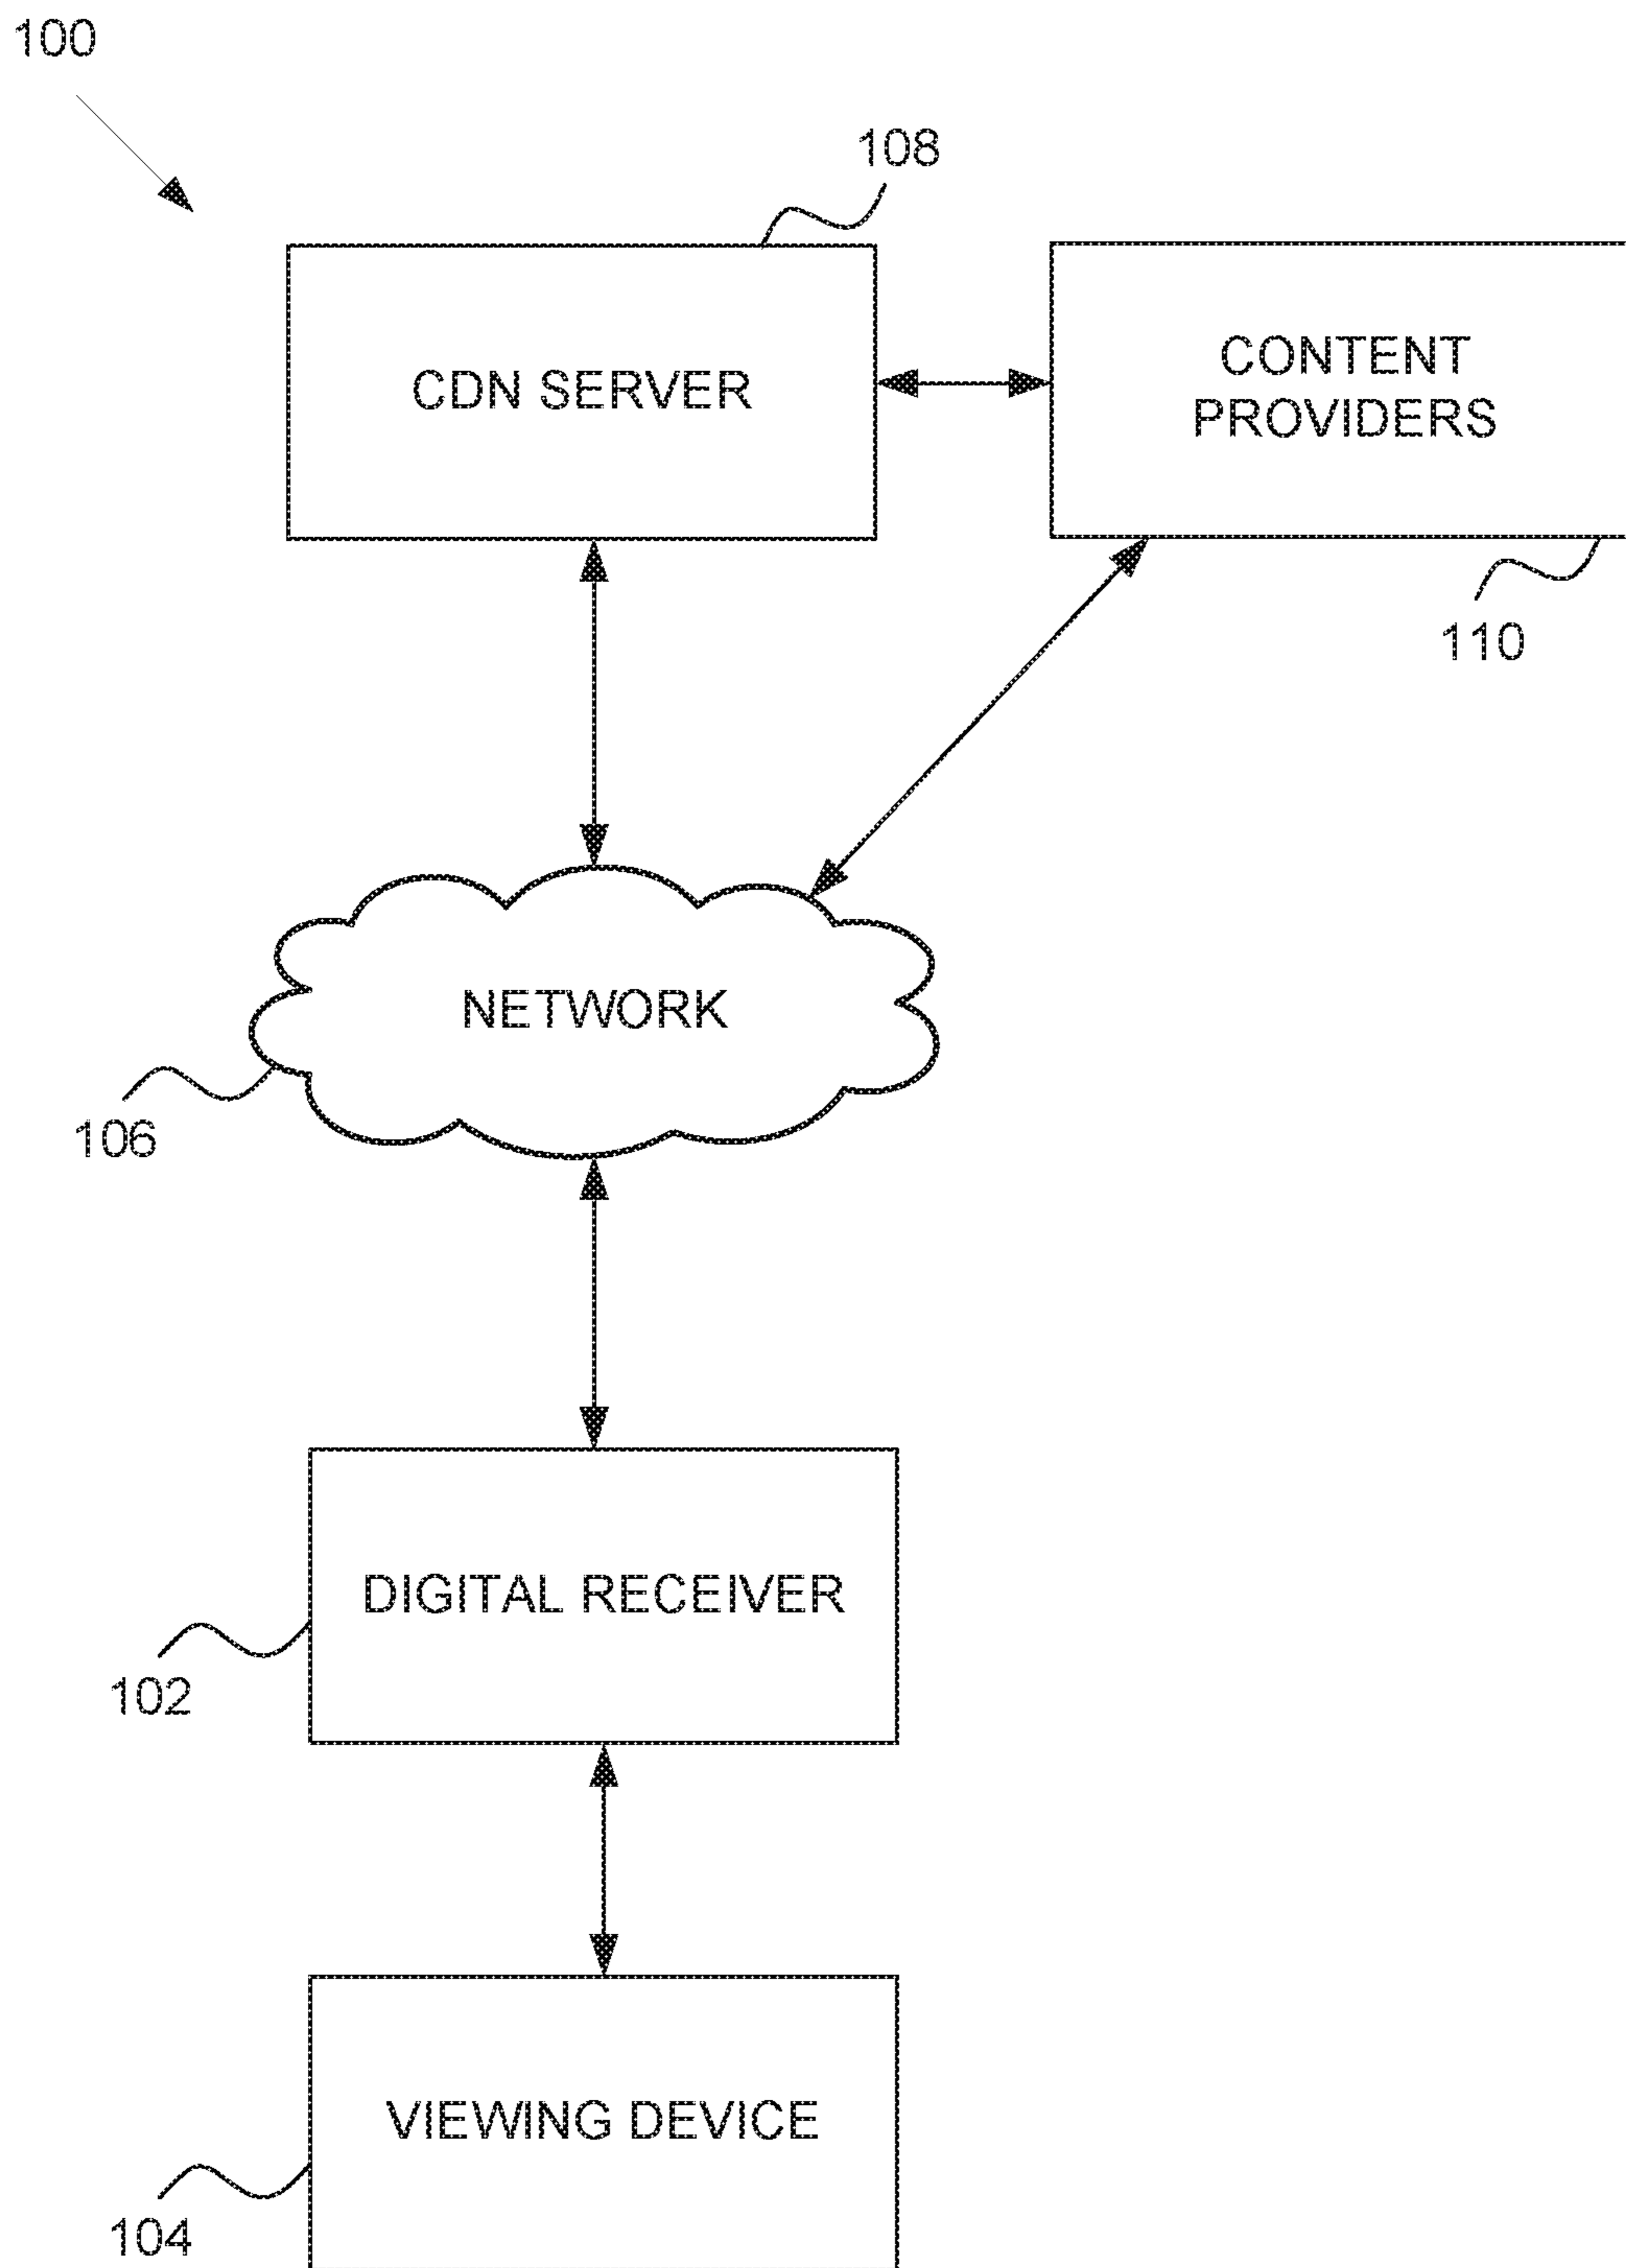 100
108
CDN SERVER
CONTENT
PROVIDERS
110
NETWORK
106
DIGITAL RECEIVER
102
VIEWING DEVICE
104